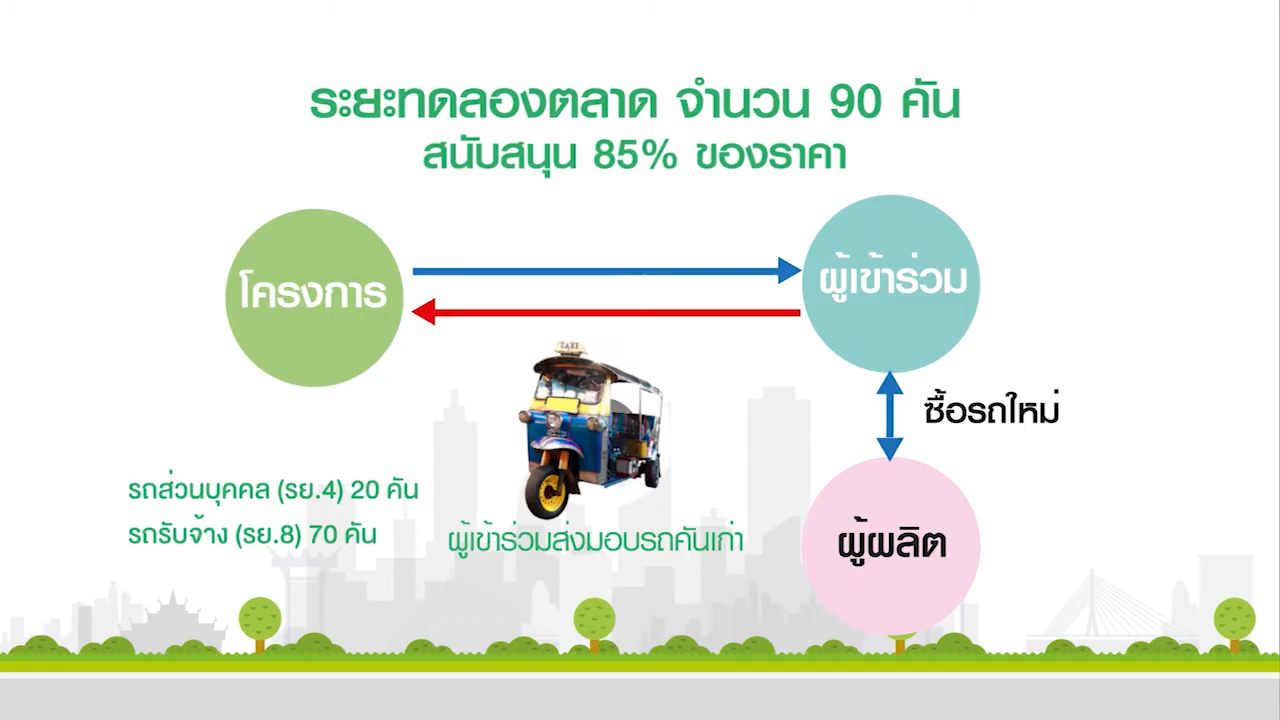 ระยะทดลองตลาด จำนวน 90 คัน
สนับสนุน 85% ของราคา
โครงการ
ผู้เข้าร่วม
TAXI
ซื้อรถใหม่
รถส่วนบุคคล (รย.4) 20 คัน
รถรับจ้าง (รย.8) 70 คัน
ผู้เข้าร่วมส่งมอบรถคันเก่า
ผู้ผลิต